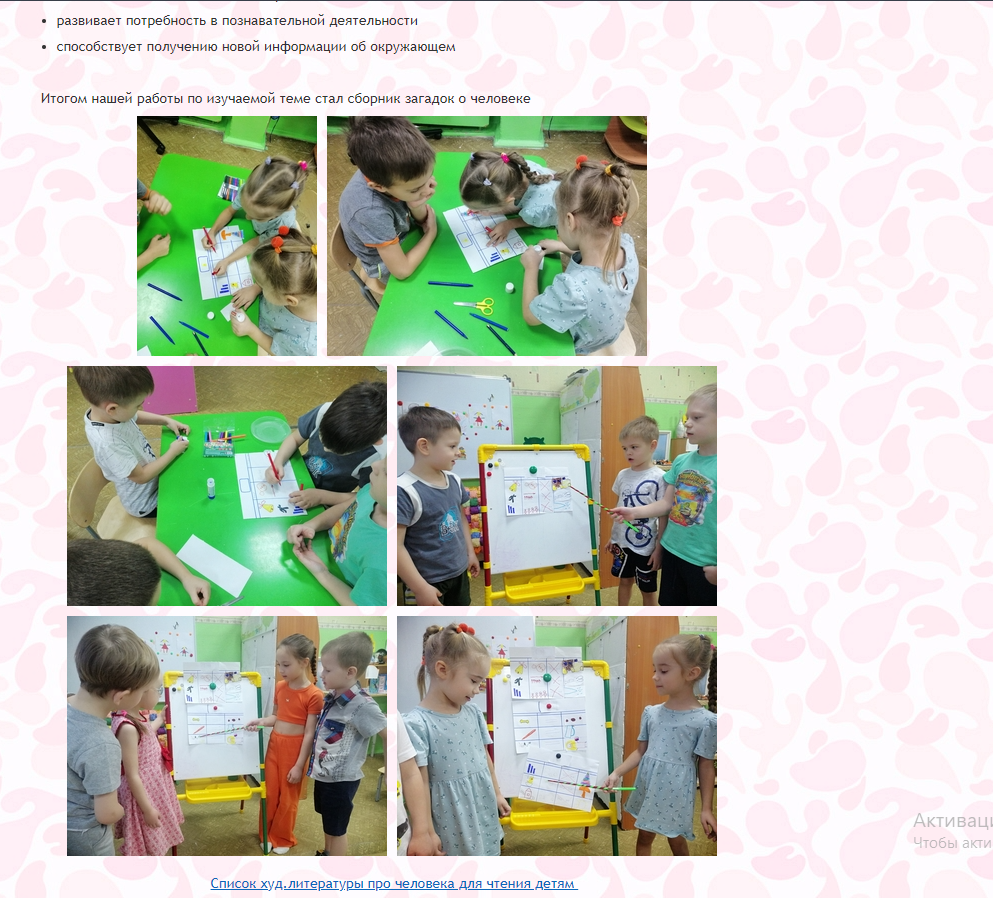 развивает потребность в познавательной деятельности
способствует получению новой информации об окружающем
Итогом нашей работы по изучаемой теме стал сборник загадок о человеке
Список худ.литературы про человека для чтения детям
Активаци
Чтобы акти